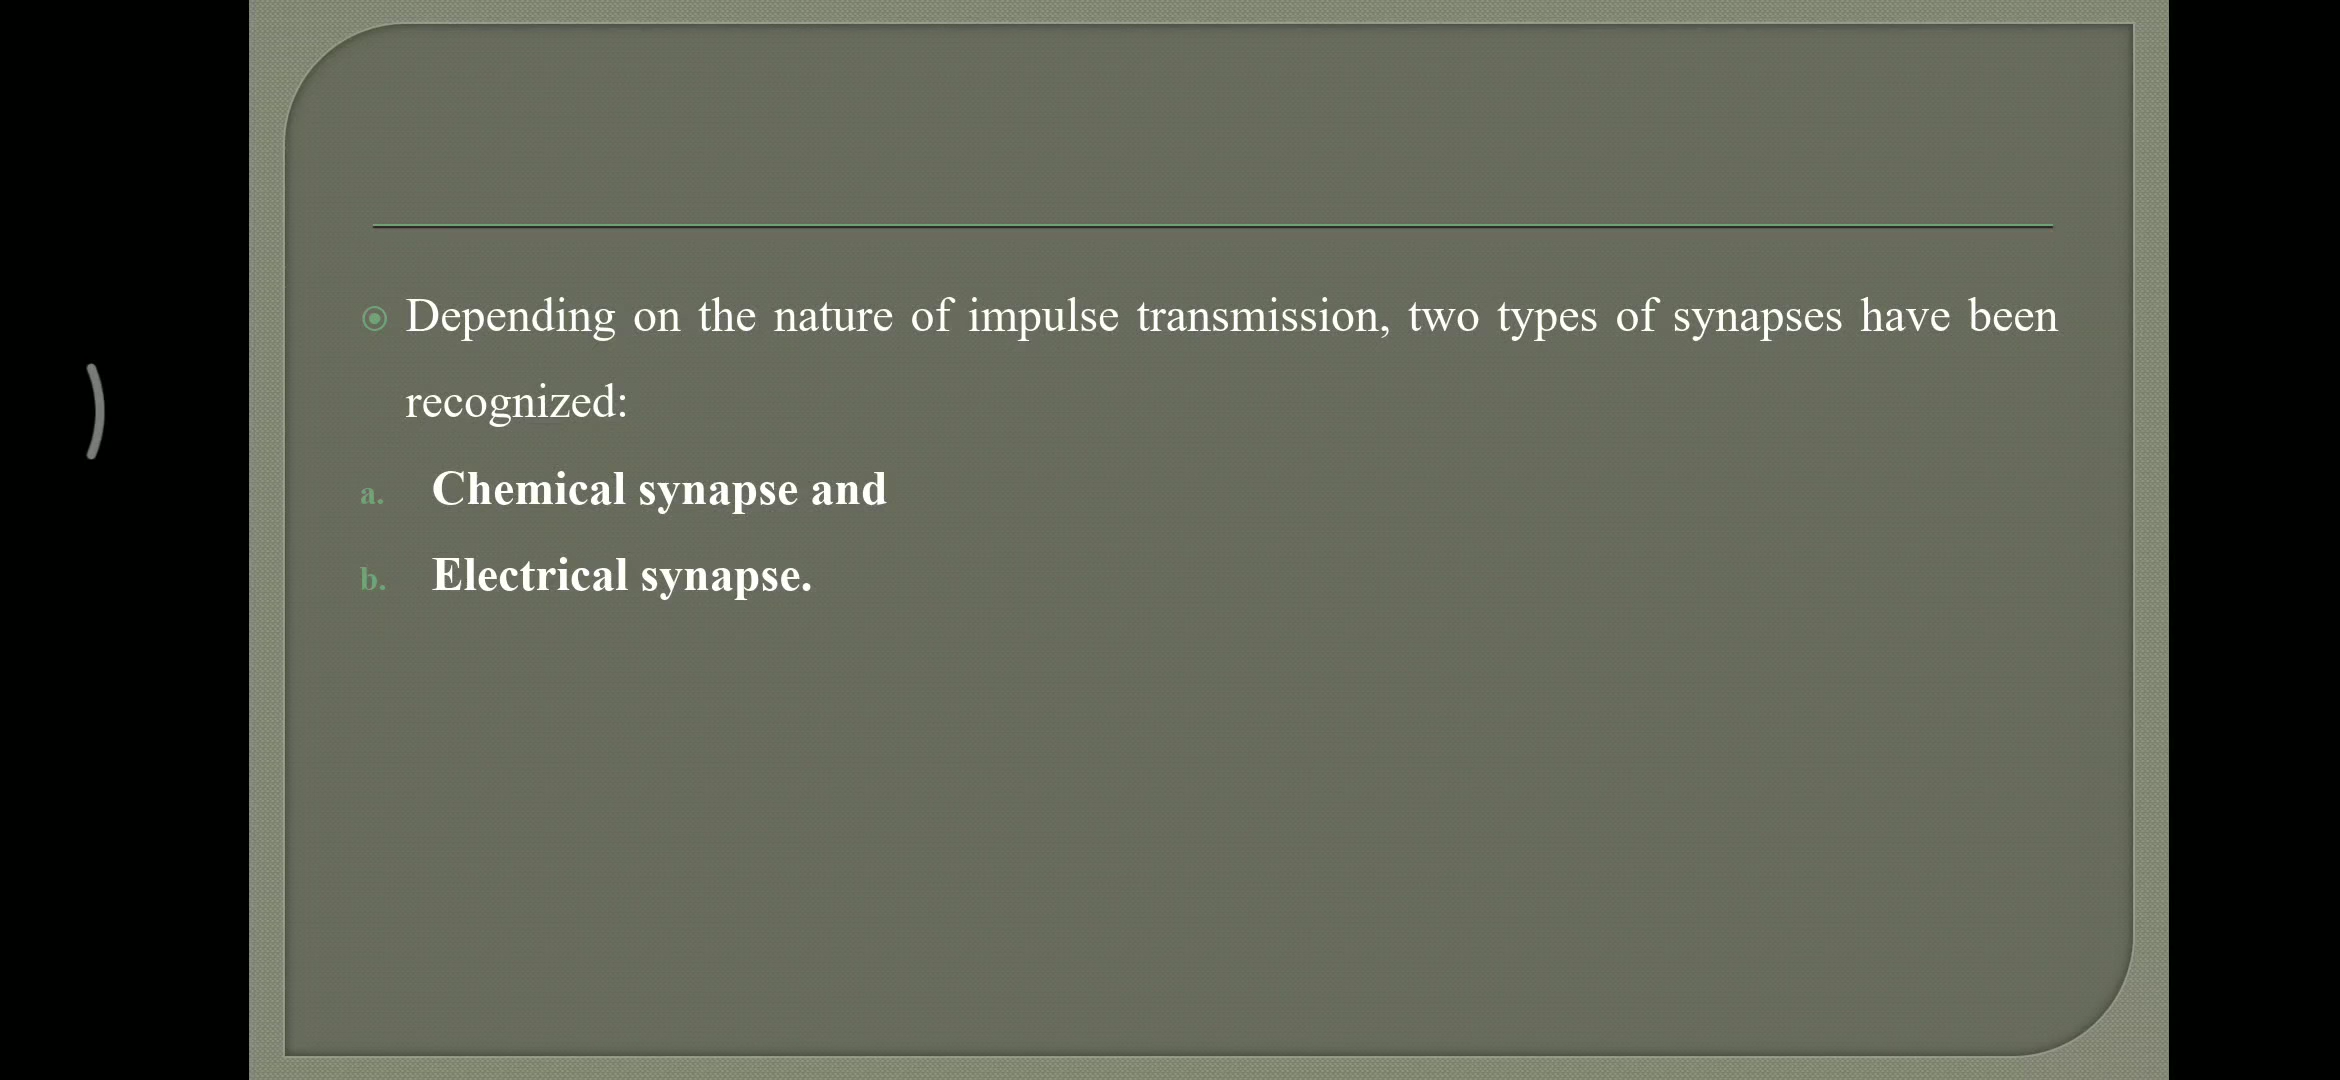 Depending on the nature of impulse transmission, two types of synapses have been
recognized:
a. Chemical synapse and
b. Electrical synapse.